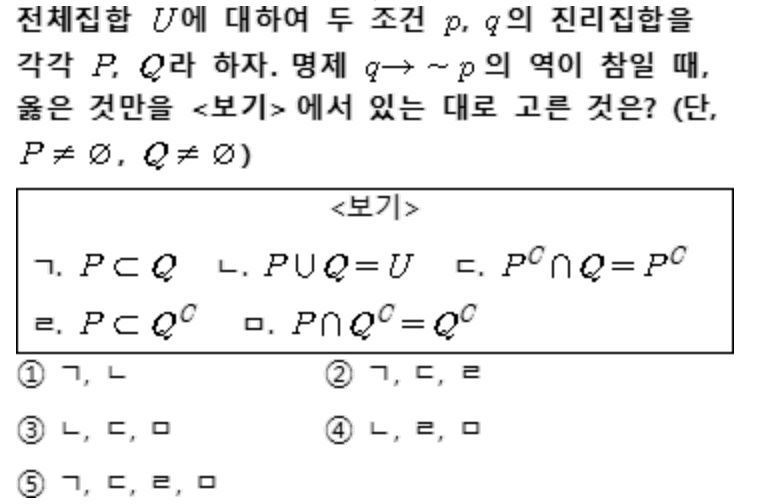 전체집합 U에 대하여 두 조건 p, q의 진리집합을
각각 P, Q라 하자. 명제 q→ ~p의 역이 참일 때,
옳은 것만을 <보기>에서 있는 대로 고른 것은? (단,
P≠∅, Q≠∅)
<보기>
ㄱ. P⊂Q ㄴ. P∪Q=U ㄷ. P^C∩Q=P^C
ㄹ. P⊂Q^C ㅁ. P∩Q^C=Q^C
① ㄱ, ㄴ ② ㄱ, ㄷ, ㄹ
③ ㄴ, ㄷ, ㅁ ④ ㄴ, ㄹ, ㅁ
⑤ ㄱ, ㄷ, ㄹ, ㅁ